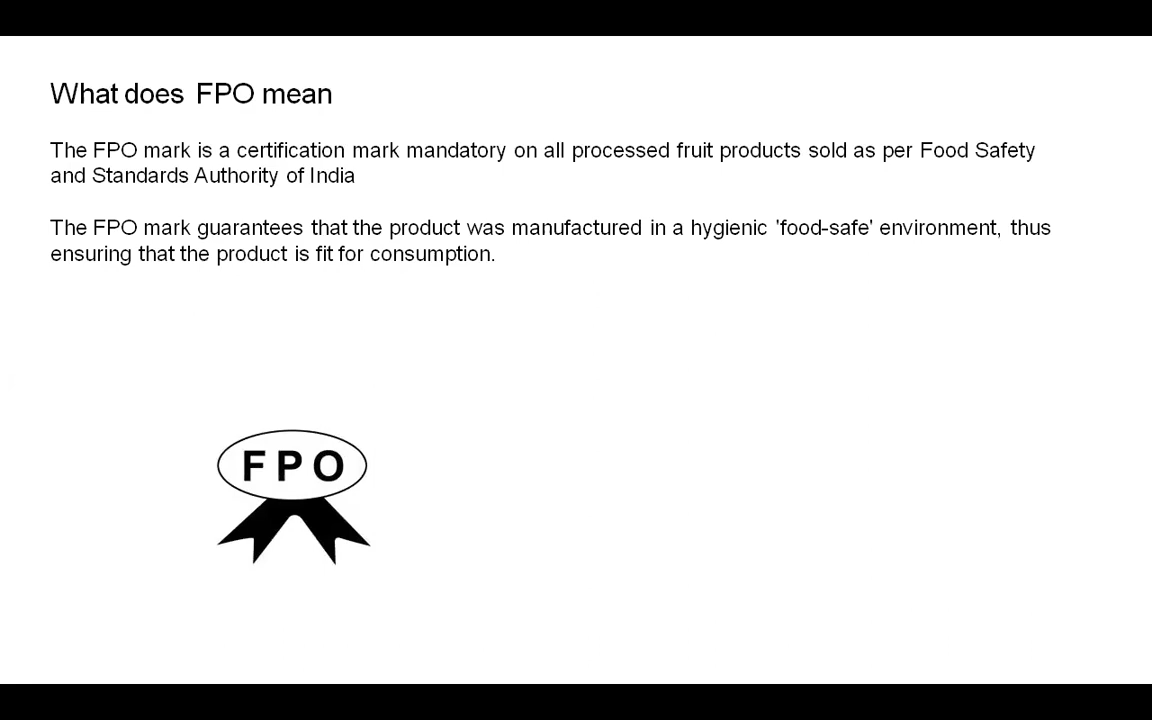 What does FPO mean
The FPO mark is a certification mark mandatory on all processed fruit products sold as per Food Safety
and Standards Authority of India
The FPO mark guarantees that the product was manufactured in a hygienic 'food-safe' environment, thus
ensuring that the product is fit for consumption.
FPO